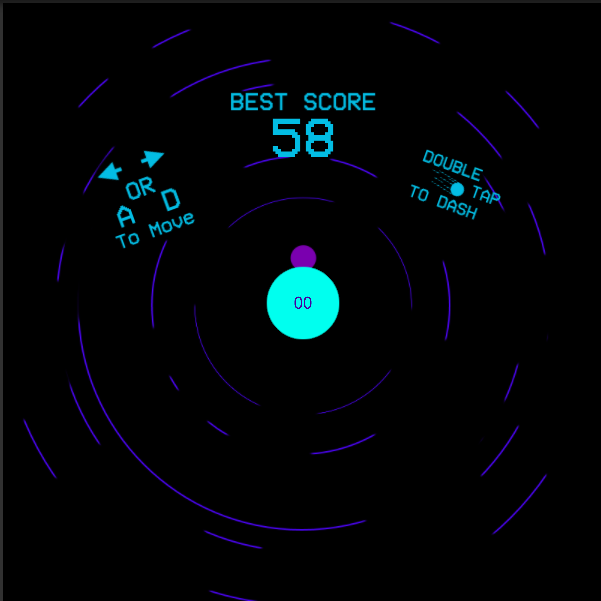 BEST SCORE
58
OR
A D
To Move
DOUBLE
TAP
TO DASH
00